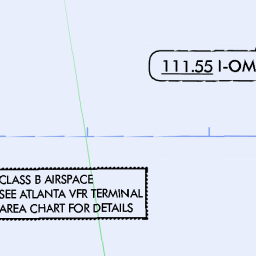 111.55 I-OM
CLASS B AIRSPACE
SEE ATLANTA VFR TERMINAL
AREA CHART FOR DETAILS